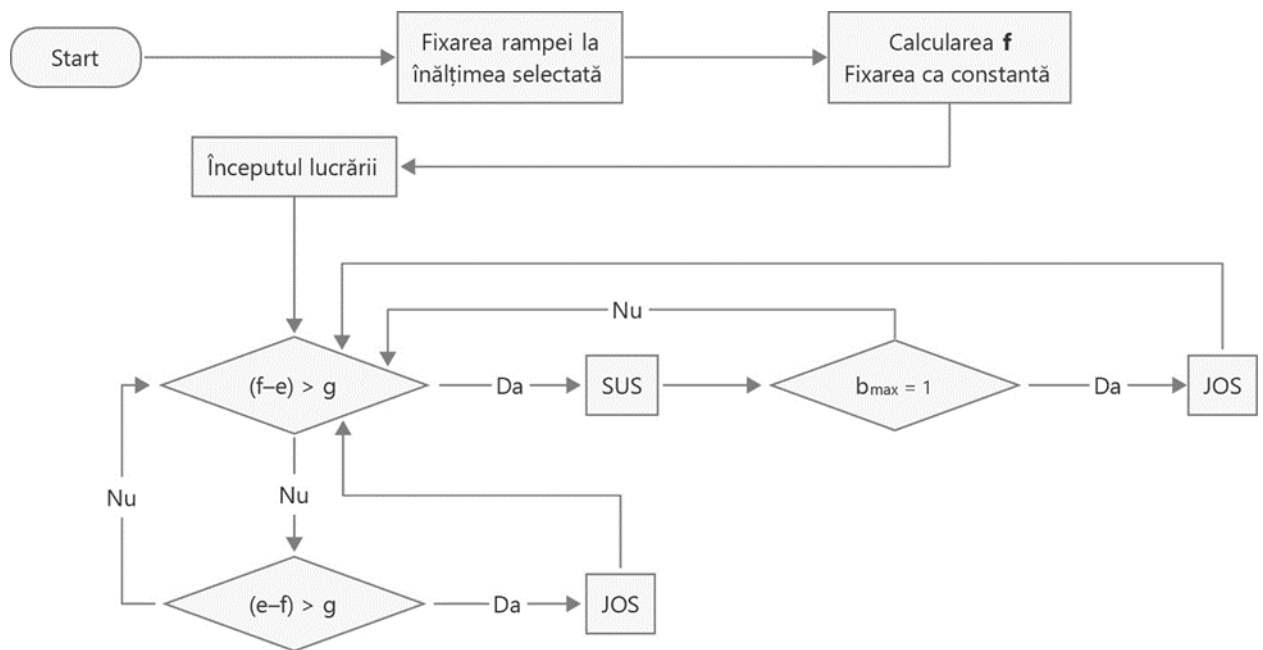 Start
Fixarea rampei la
înălțimea selectată
Calcularea f
Fixarea ca constantă
Începutul lucrării
Nu
(f–e) > g
Da
SUS
bmax = 1
Da
JOS
Nu
Nu
(e–f) > g
Da
JOS